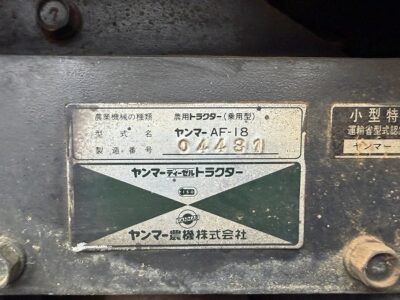 農業機械の種類 農用トラクター(乗用型)
型式名 ヤンマー AF-18
製造番号 04481
ヤンマーディーゼルトラクター
ヤンマー農機株式会社
小型特
運輸省型式認定
ヤンマー